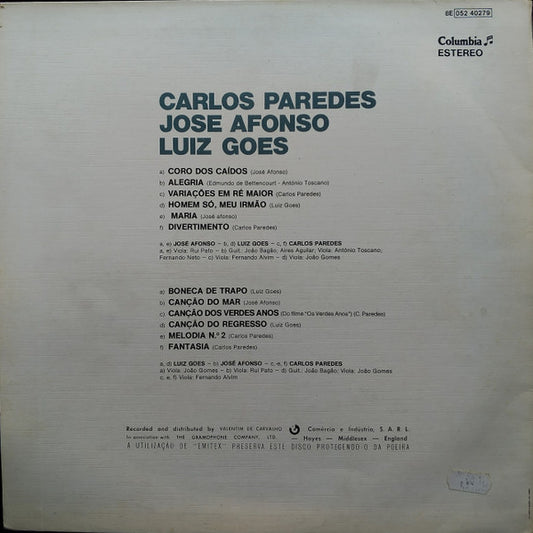 8E 052 40279
Columbia
ESTEREO
CARLOS PAREDES
JOSE AFONSO
LUIZ GOES
a) CORO DOS CAÍDOS (José Afonso)
b) ALEGRIA (Edmundo de Bettencourt - António Toscano)
c) VARIAÇÕES EM RÉ MAIOR (Carlos Paredes)
d) HOMEM SÓ, MEU IRMÃO (Luiz Goes)
e) MARIA (José afonso)
f) DIVERTIMENTO (Carlos Paredes)
a, e) JOSÉ AFONSO – b, d) LUIZ GOES – c, f) CARLOS PAREDES
a, e) Viola: Rui Pato – b) Guit.: João Bagão; Aires Aguilar; Viola: António Toscano;
Fernando Neto – c) Viola: Fernando Alvim – d) Viola: João Gomes
a) BONECA DE TRAPO (Luiz Goes)
b) CANÇÃO DO MAR (José Afonso)
c) CANÇÃO DOS VERDES ANOS (Do filme "Os Verdes Anos") (C. Paredes)
d) CANÇÃO DO REGRESSO (Luiz Goes)
e) MELODIA N.º 2 (Carlos Paredes)
f) FANTASIA (Carlos Paredes)
a, d) LUIZ GOES – b) JOSÉ AFONSO – c, e, f) CARLOS PAREDES
a) Viola: João Gomes – b) Viola: Rui Pato – d) Guit.: João Bagão; Viola: João Gomes
c, e, f) Viola: Fernando Alvim
Recorded and distributed by VALENTIM DE CARVALHO Comércio e Indústria, S. A. R. L.
In association with THE GRAMOPHONE COMPANY, LTD. — Hayes — Middlesex — England
A UTILIZAÇÃO DE "EMITEX" PRESERVA ESTE DISCO PROTEGENDO O DA POEIRA